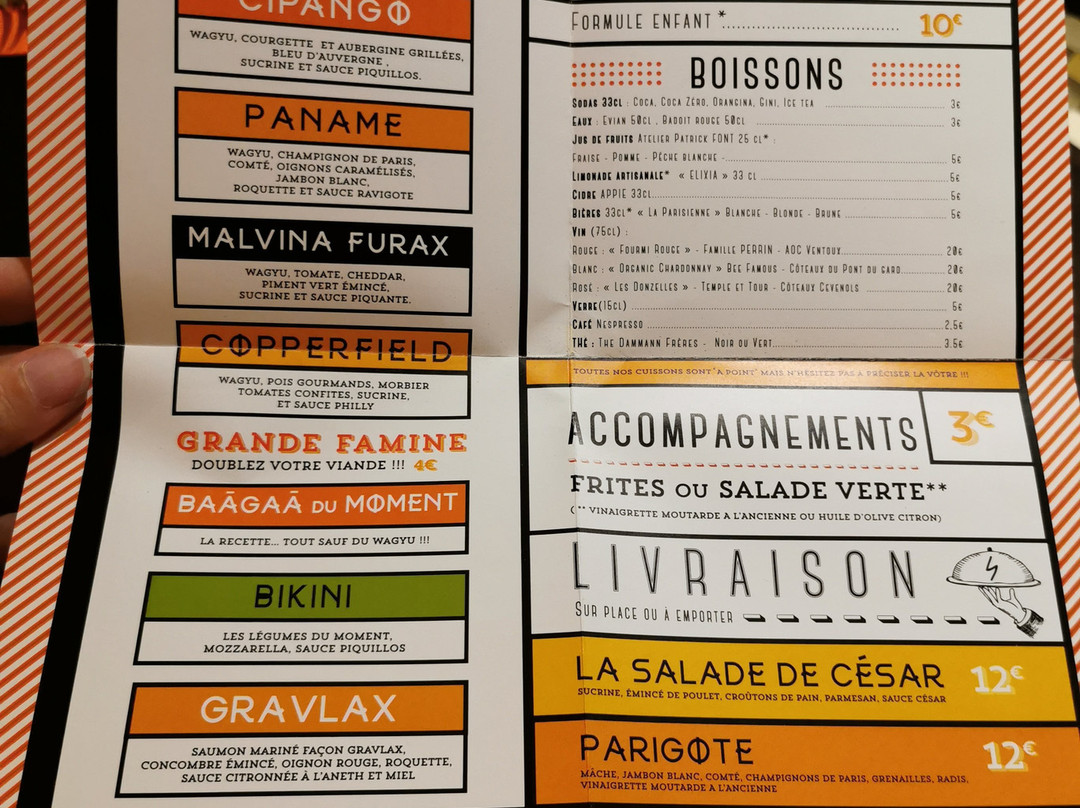 CIPANGO
WAGYU, COURGETTE ET AUBERGINE GRILLÉES,
BLEU D'AUVERGNE ,
SUCRINE ET SAUCE PIQUILLOS.
PANAME
WAGYU, CHAMPIGNON DE PARIS,
COMTÉ, OIGNONS CARAMÉLISÉS,
JAMBON BLANC,
ROQUETTE ET SAUCE RAVIGOTE
MALVINA FURAX
WAGYU, TOMATE, CHEDDAR,
PIMENT VERT ÉMINCÉ,
SUCRINE ET SAUCE PIQUANTE.
COPPERFIELD
WAGYU, POIS GOURMANDS, MORBIER
TOMATES CONFITES, SUCRINE,
ET SAUCE PHILLY
GRANDE FAMINE
DOUBLEZ VOTRE VIANDE !!! 4€
BAĀGAĀ DU MOMENT
LA RECETTE... TOUT SAUF DU WAGYU !!!
BIKINI
LES LÉGUMES DU MOMENT,
MOZZARELLA, SAUCE PIQUILLOS
GRAVLAX
SAUMON MARINÉ FAÇON GRAVLAX,
CONCOMBRE ÉMINCÉ, OIGNON ROUGE, ROQUETTE,
SAUCE CITRONNÉE À L'ANETH ET MIEL
FORMULE ENFANT * 10€
BOISSONS
SODAS 33CL : COCA, COCA ZÉRO, ORANGINA, GINI, ICE TEA 3€
EAUX : EVIAN 50CL , BADOIT ROUGE 50CL 3€
JUS DE FRUITS ATELIER PATRICK FONT 25 CL* :
FRAISE - POMME - PÊCHE BLANCHE - 5€
LIMONADE ARTISANALE* « ELIXIA » 33 CL 5€
CIDRE APPIE 33CL 5€
BIÈRES 33CL* « LA PARISIENNE » BLANCHE - BLONDE - BRUNE 5€
VIN (75CL) :
ROUGE : « FOURMI ROUGE » - FAMILLE PERRIN - AOC VENTOUX 20€
BLANC : « ORGANIC CHARDONNAY » BEE FAMOUS - CÔTEAUX DU PONT DU GARD 20€
ROSÉ : « LES DONZELLES » - TEMPLE ET TOUR - CÔTEAUX CEVENOLS 20€
VERRE(15CL) 5€
CAFÉ NESPRESSO 2.5€
THÉ : THE DAMMANN FRÈRES - NOIR OU VERT 3.5€
TOUTES NOS CUISSONS SONT "A POINT" MAIS N'HÉSITEZ PAS A PRÉCISER LA VÔTRE !!!
ACCOMPAGNEMENTS 3€
FRITES OU SALADE VERTE**
(** VINAIGRETTE MOUTARDE A L'ANCIENNE OU HUILE D'OLIVE CITRON)
LIVRAISON
SUR PLACE OU À EMPORTER
LA SALADE DE CÉSAR 12€
SUCRINE, ÉMINCÉ DE POULET, CROÛTONS DE PAIN, PARMESAN, SAUCE CÉSAR
PARIGOTE 12€
MÂCHE, JAMBON BLANC, COMTÉ, CHAMPIGNONS DE PARIS, GRENAILLES, RADIS,
VINAIGRETTE MOUTARDE A L'ANCIENNE